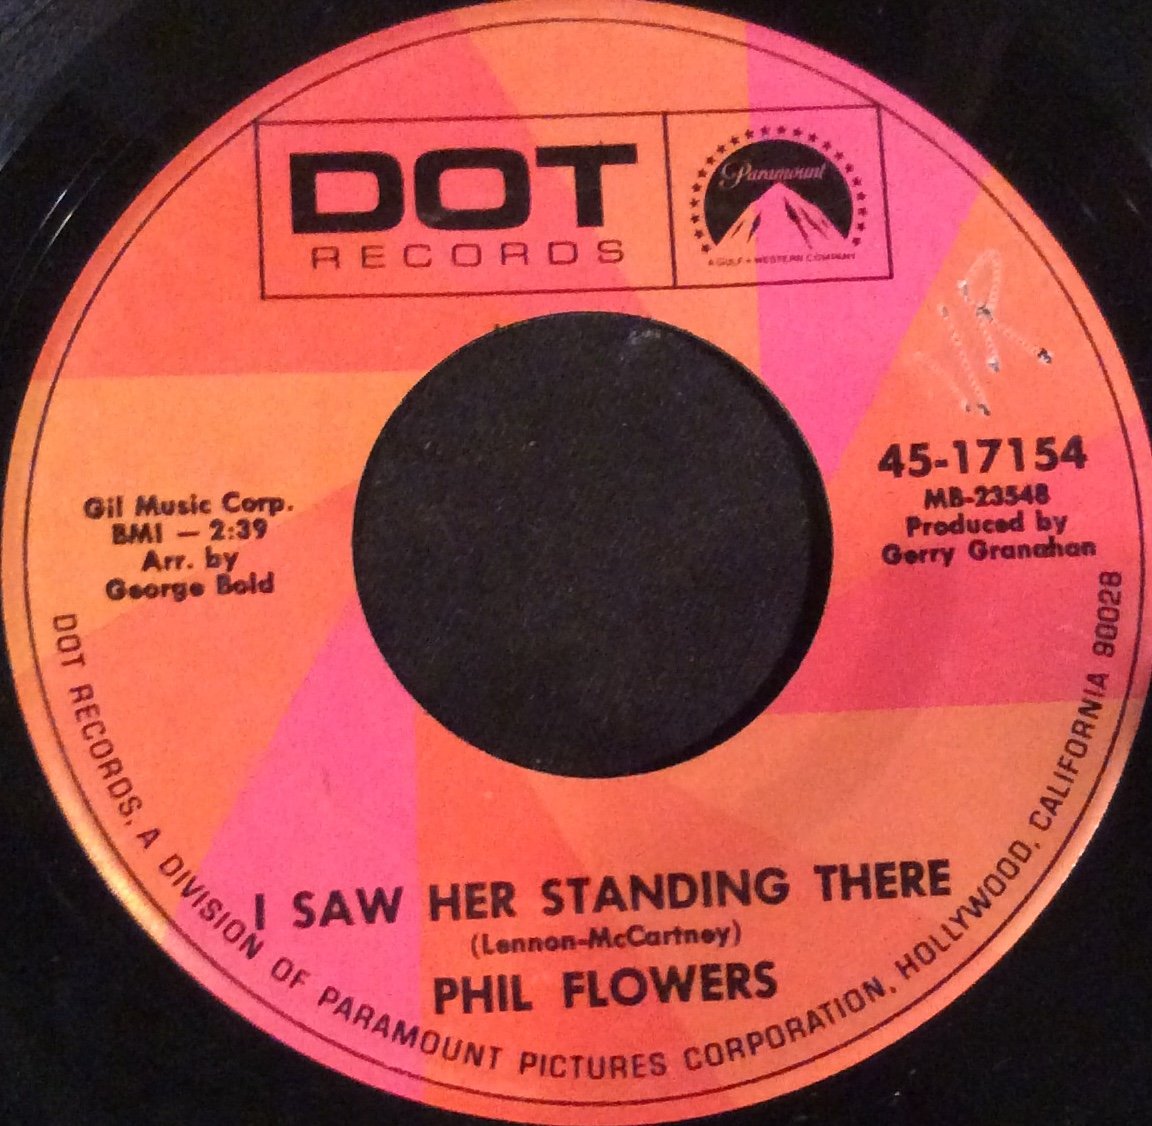 DOT
RECORDS
Paramount
A GULF + WESTERN COMPANY
45-17154
MB-23548
Produced by
Gerry Granahan
Gil Music Corp.
BMI — 2:39
Arr. by
George Bold
I SAW HER STANDING THERE
(Lennon-McCartney)
PHIL FLOWERS
DOT RECORDS, A DIVISION OF PARAMOUNT PICTURES CORPORATION, HOLLYWOOD, CALIFORNIA 90028